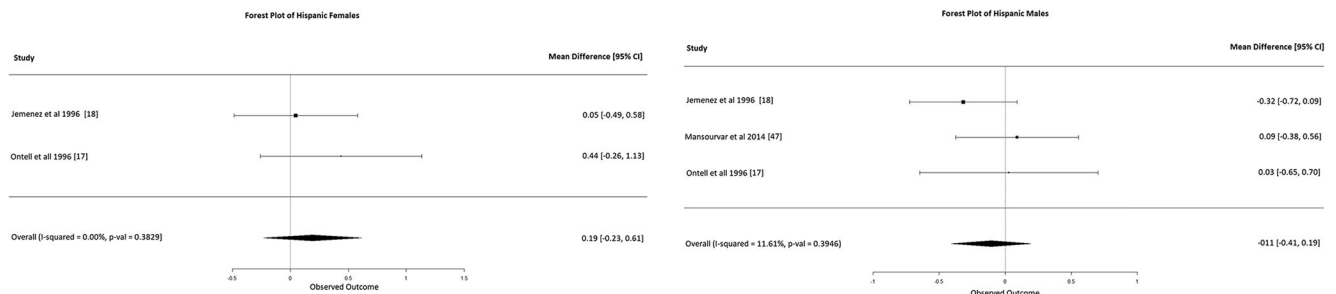 Forest Plot of Hispanic Females
Study
Mean Difference [95% CI]
Jemenez et al 1996 [18]
0.05 [-0.49, 0.58]
Ontell et all 1996 [17]
0.44 [-0.26, 1.13]
Overall (I-squared = 0.00%, p-val = 0.3829]
0.19 [-0.23, 0.61]
-0.5 0 0.5 1 1.5
Observed Outcome
Forest Plot of Hispanic Males
Study
Mean Difference [95% CI]
Jemenez et al 1996 [18]
-0.32 [-0.72, 0.09]
Mansourvar et al 2014 [47]
0.09 [-0.38, 0.56]
Ontell et all 1996 [17]
0.03 [-0.65, 0.70]
Overall (I-squared = 11.61%, p-val = 0.3946]
-011 [-0.41, 0.19]
-1 -0.5 0 0.5 1
Observed Outcome